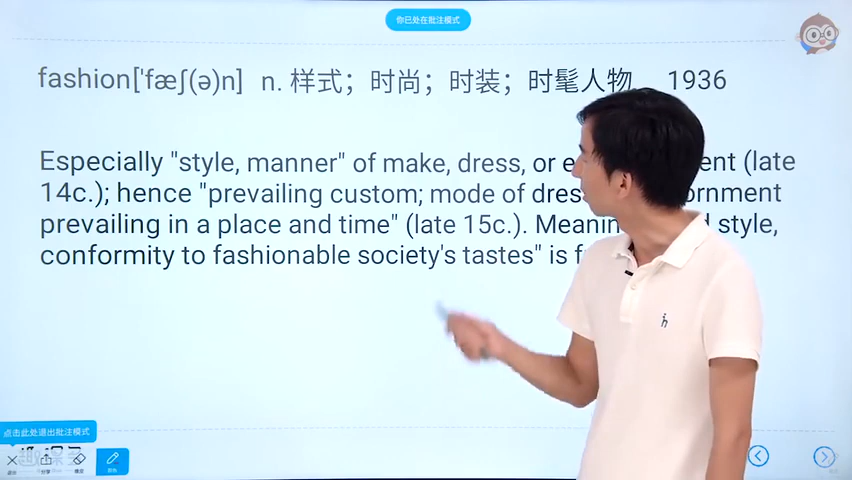 你已处在批注模式
fashion['fæʃ(ə)n] n. 样式；时尚；时装；时髦人物 1936
Especially "style, manner" of make, dress, or e ent (late
14c.); hence "prevailing custom; mode of dres ornment
prevailing in a place and time" (late 15c.). Meanin d style,
conformity to fashionable society's tastes" is f
点击此处退出批注模式